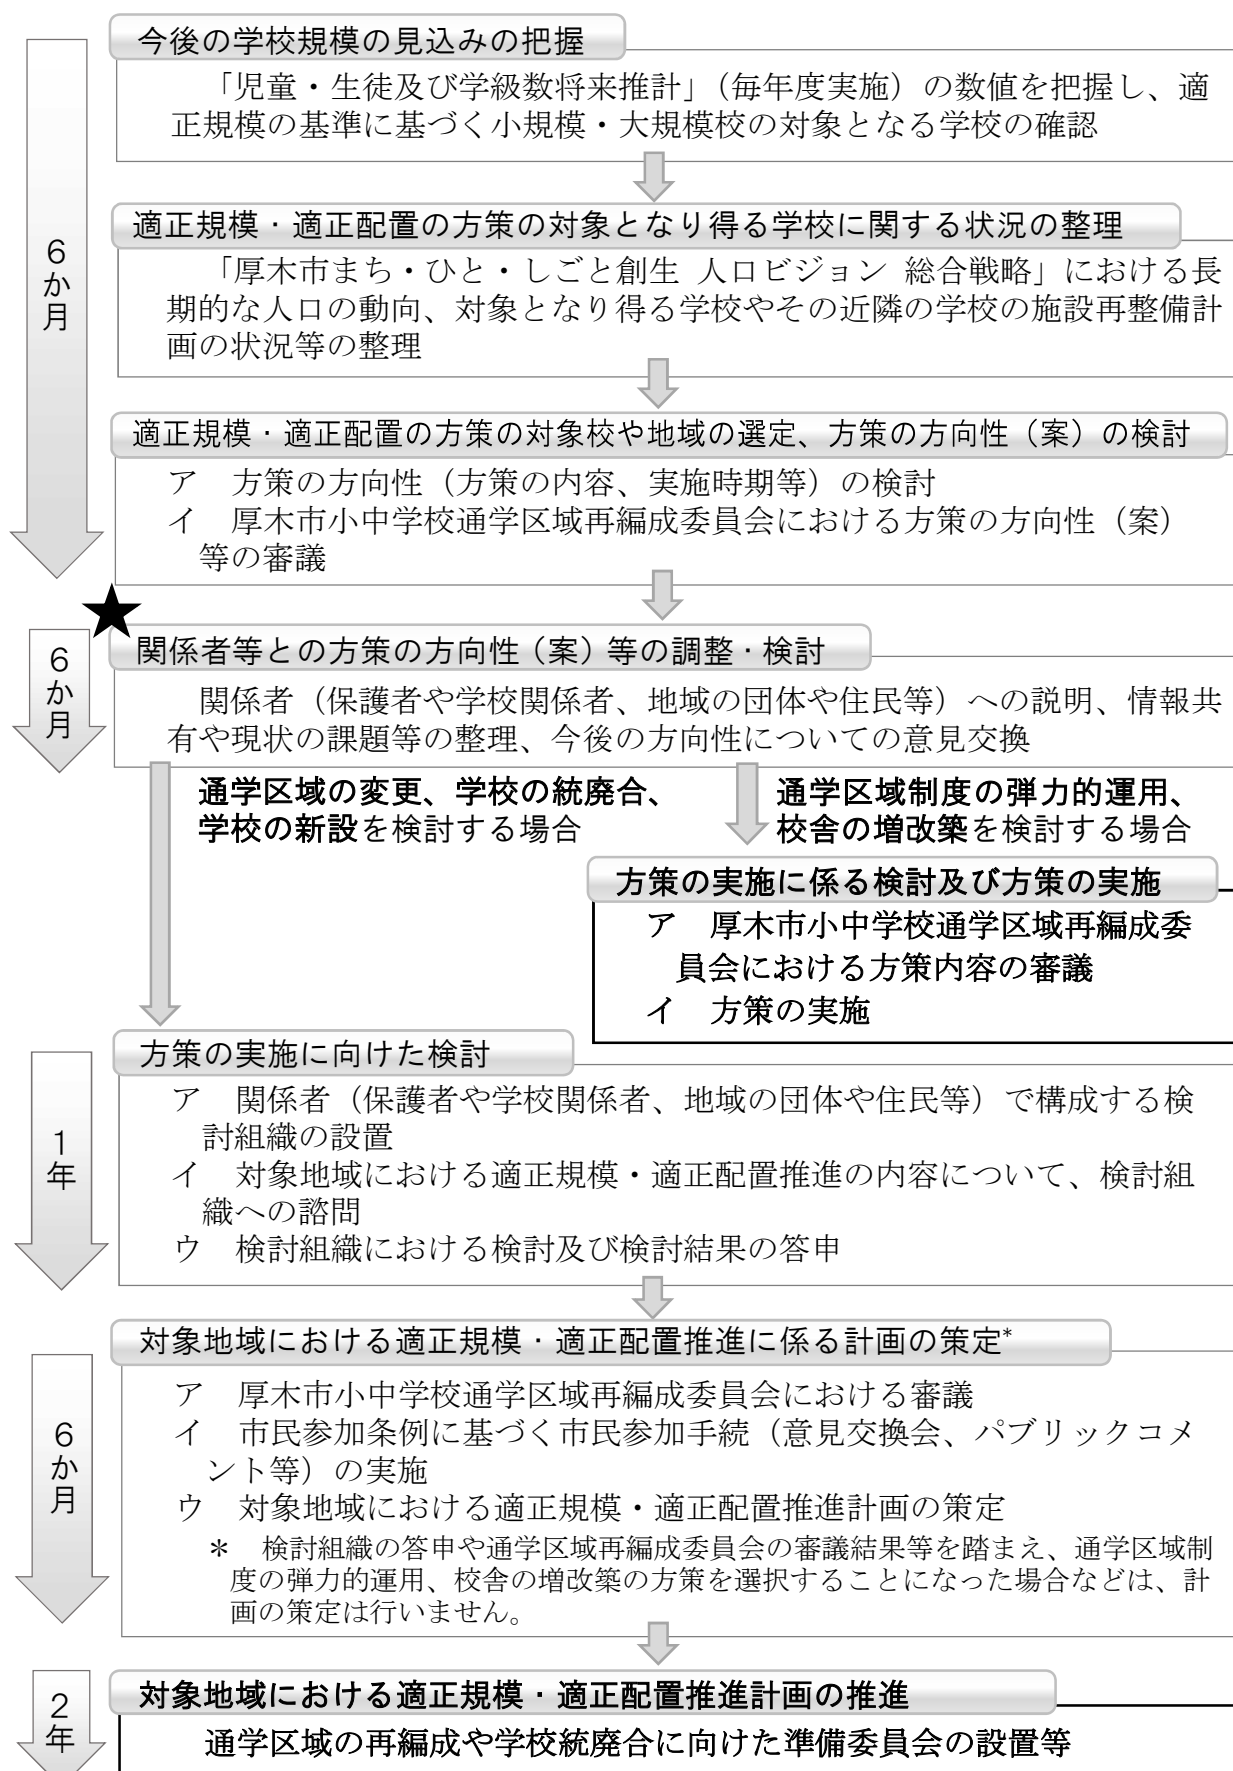 今後の学校規模の見込みの把握
「児童・生徒及び学級数将来推計」（毎年度実施）の数値を把握し、適
正規模の基準に基づく小規模・大規模校の対象となる学校の確認
適正規模・適正配置の方策の対象となり得る学校に関する状況の整理
「厚木市まち・ひと・しごと創生 人口ビジョン 総合戦略」における長
期的な人口の動向、対象となり得る学校やその近隣の学校の施設再整備計
画の状況等の整理
6か月
適正規模・適正配置の方策の対象校や地域の選定、方策の方向性（案）の検討
ア 方策の方向性（方策の内容、実施時期等）の検討
イ 厚木市小中学校通学区域再編成委員会における方策の方向性（案）
等の審議
★
関係者等との方策の方向性（案）等の調整・検討
6か月
関係者（保護者や学校関係者、地域の団体や住民等）への説明、情報共
有や現状の課題等の整理、今後の方向性についての意見交換
通学区域の変更、学校の統廃合、
学校の新設を検討する場合
通学区域制度の弾力的運用、
校舎の増改築を検討する場合
方策の実施に係る検討及び方策の実施
ア 厚木市小中学校通学区域再編成委
員会における方策内容の審議
イ 方策の実施
方策の実施に向けた検討
1年
ア 関係者（保護者や学校関係者、地域の団体や住民等）で構成する検
討組織の設置
イ 対象地域における適正規模・適正配置推進の内容について、検討組
織への諮問
ウ 検討組織における検討及び検討結果の答申
対象地域における適正規模・適正配置推進に係る計画の策定*
6か月
ア 厚木市小中学校通学区域再編成委員会における審議
イ 市民参加条例に基づく市民参加手続（意見交換会、パブリックコメ
ント等）の実施
ウ 対象地域における適正規模・適正配置推進計画の策定
＊ 検討組織の答申や通学区域再編成委員会の審議結果等を踏まえ、通学区域制
度の弾力的運用、校舎の増改築の方策を選択することになった場合などは、計
画の策定は行いません。
対象地域における適正規模・適正配置推進計画の推進
2年
通学区域の再編成や学校統廃合に向けた準備委員会の設置等